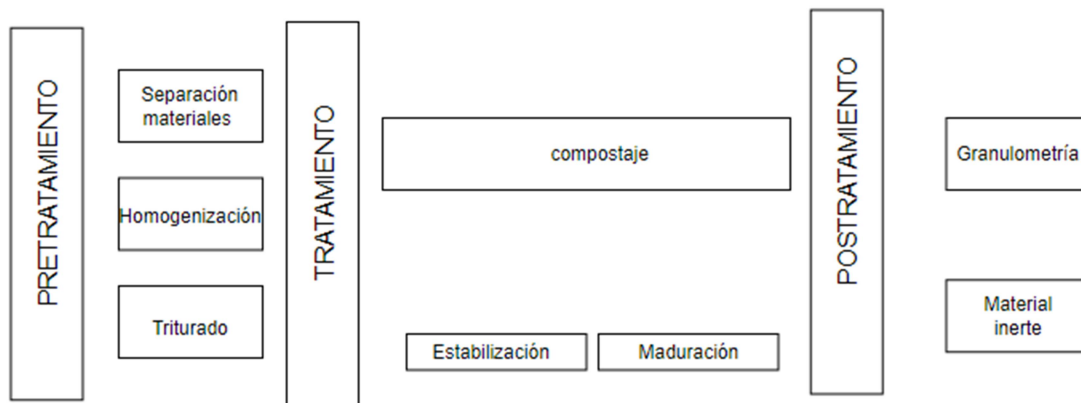 PRETRATAMIENTO
Separación
materiales
Homogenización
Triturado
TRATAMIENTO
compostaje
Estabilización
Maduración
POSTRATAMIENTO
Granulometría
Material
inerte